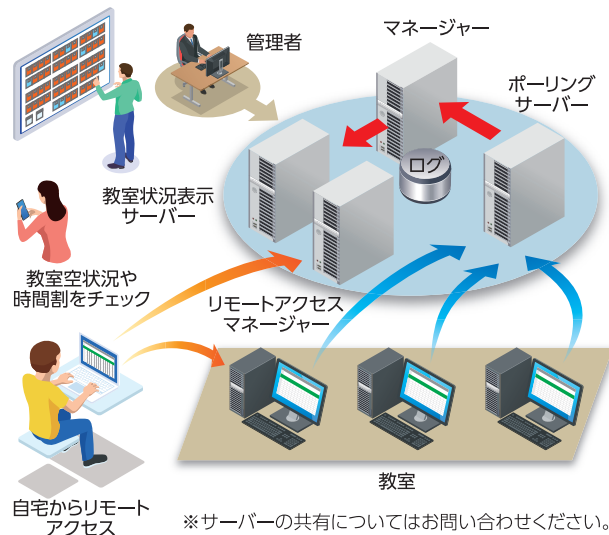 管理者
マネージャー
ポーリング
サーバー
ログ
教室状況表示
サーバー
教室空状況や
時間割をチェック
リモートアクセス
マネージャー
教室
自宅からリモート
アクセス
※サーバーの共有についてはお問い合わせください。